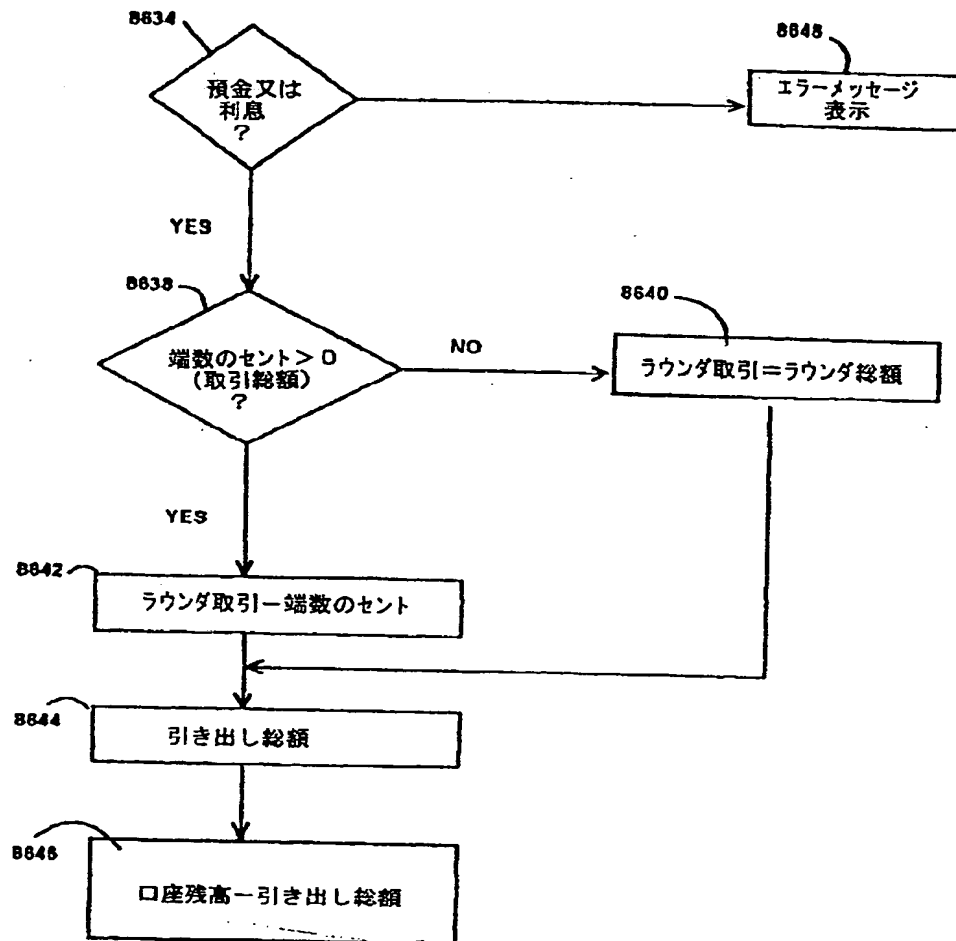 8634
預金又は
利息
?
8648
エラーメッセージ
表示
YES
8638
端数のセント>0
(取引総額)
?
NO
8640
ラウンダ取引=ラウンダ総額
YES
8642
ラウンダ取引-端数のセント
8644
引き出し総額
8646
口座残高-引き出し総額